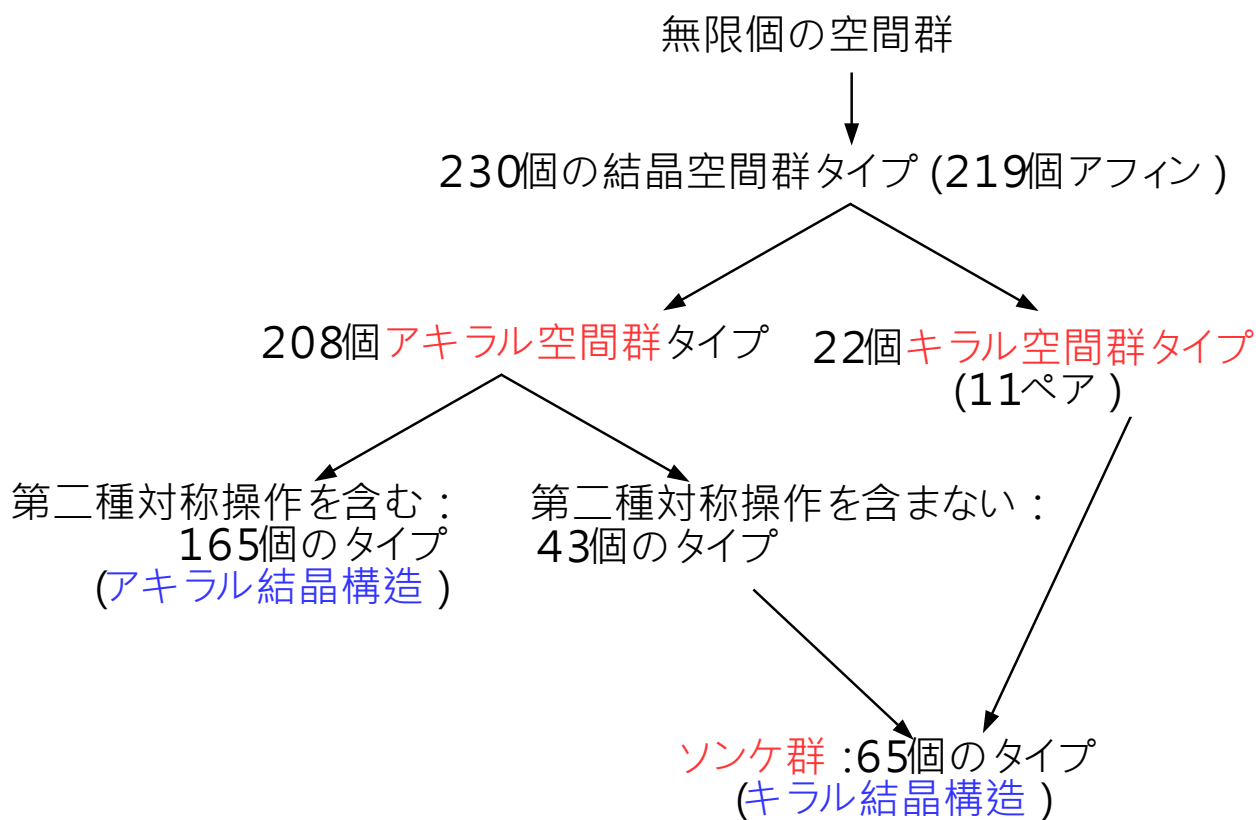 無限個の空間群
230個の結晶空間群タイプ (219個アフィン )
208個アキラル空間群タイプ
22個キラル空間群タイプ
(11ペア )
第二種対称操作を含む :
165個のタイプ
(アキラル結晶構造 )
第二種対称操作を含まない :
43個のタイプ
ソンケ群 :65個のタイプ
(キラル結晶構造 )